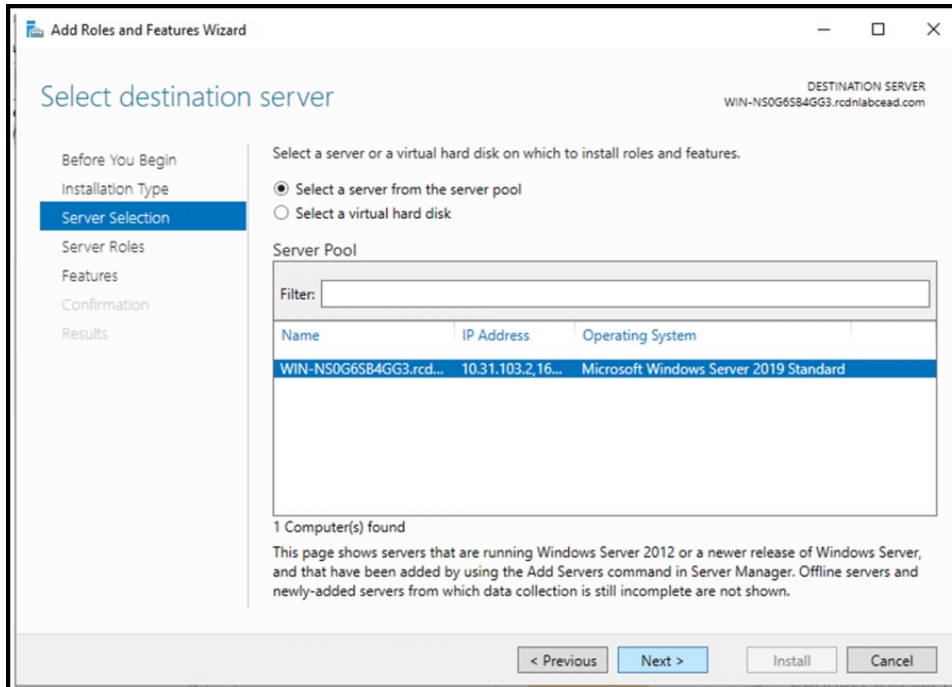 Add Roles and Features Wizard
Select destination server
DESTINATION SERVER
WIN-NS0G6SB4GG3.rcdnlabcead.com
Before You Begin
Installation Type
Server Selection
Server Roles
Features
Confirmation
Results
Select a server or a virtual hard disk on which to install roles and features.
Select a server from the server pool
Select a virtual hard disk
Server Pool
Filter:
Name IP Address Operating System
WIN-NS0G6SB4GG3.rcd... 10.31.103.2,16... Microsoft Windows Server 2019 Standard
1 Computer(s) found
This page shows servers that are running Windows Server 2012 or a newer release of Windows Server,
and that have been added by using the Add Servers command in Server Manager. Offline servers and
newly-added servers from which data collection is still incomplete are not shown.
< Previous Next > Install Cancel